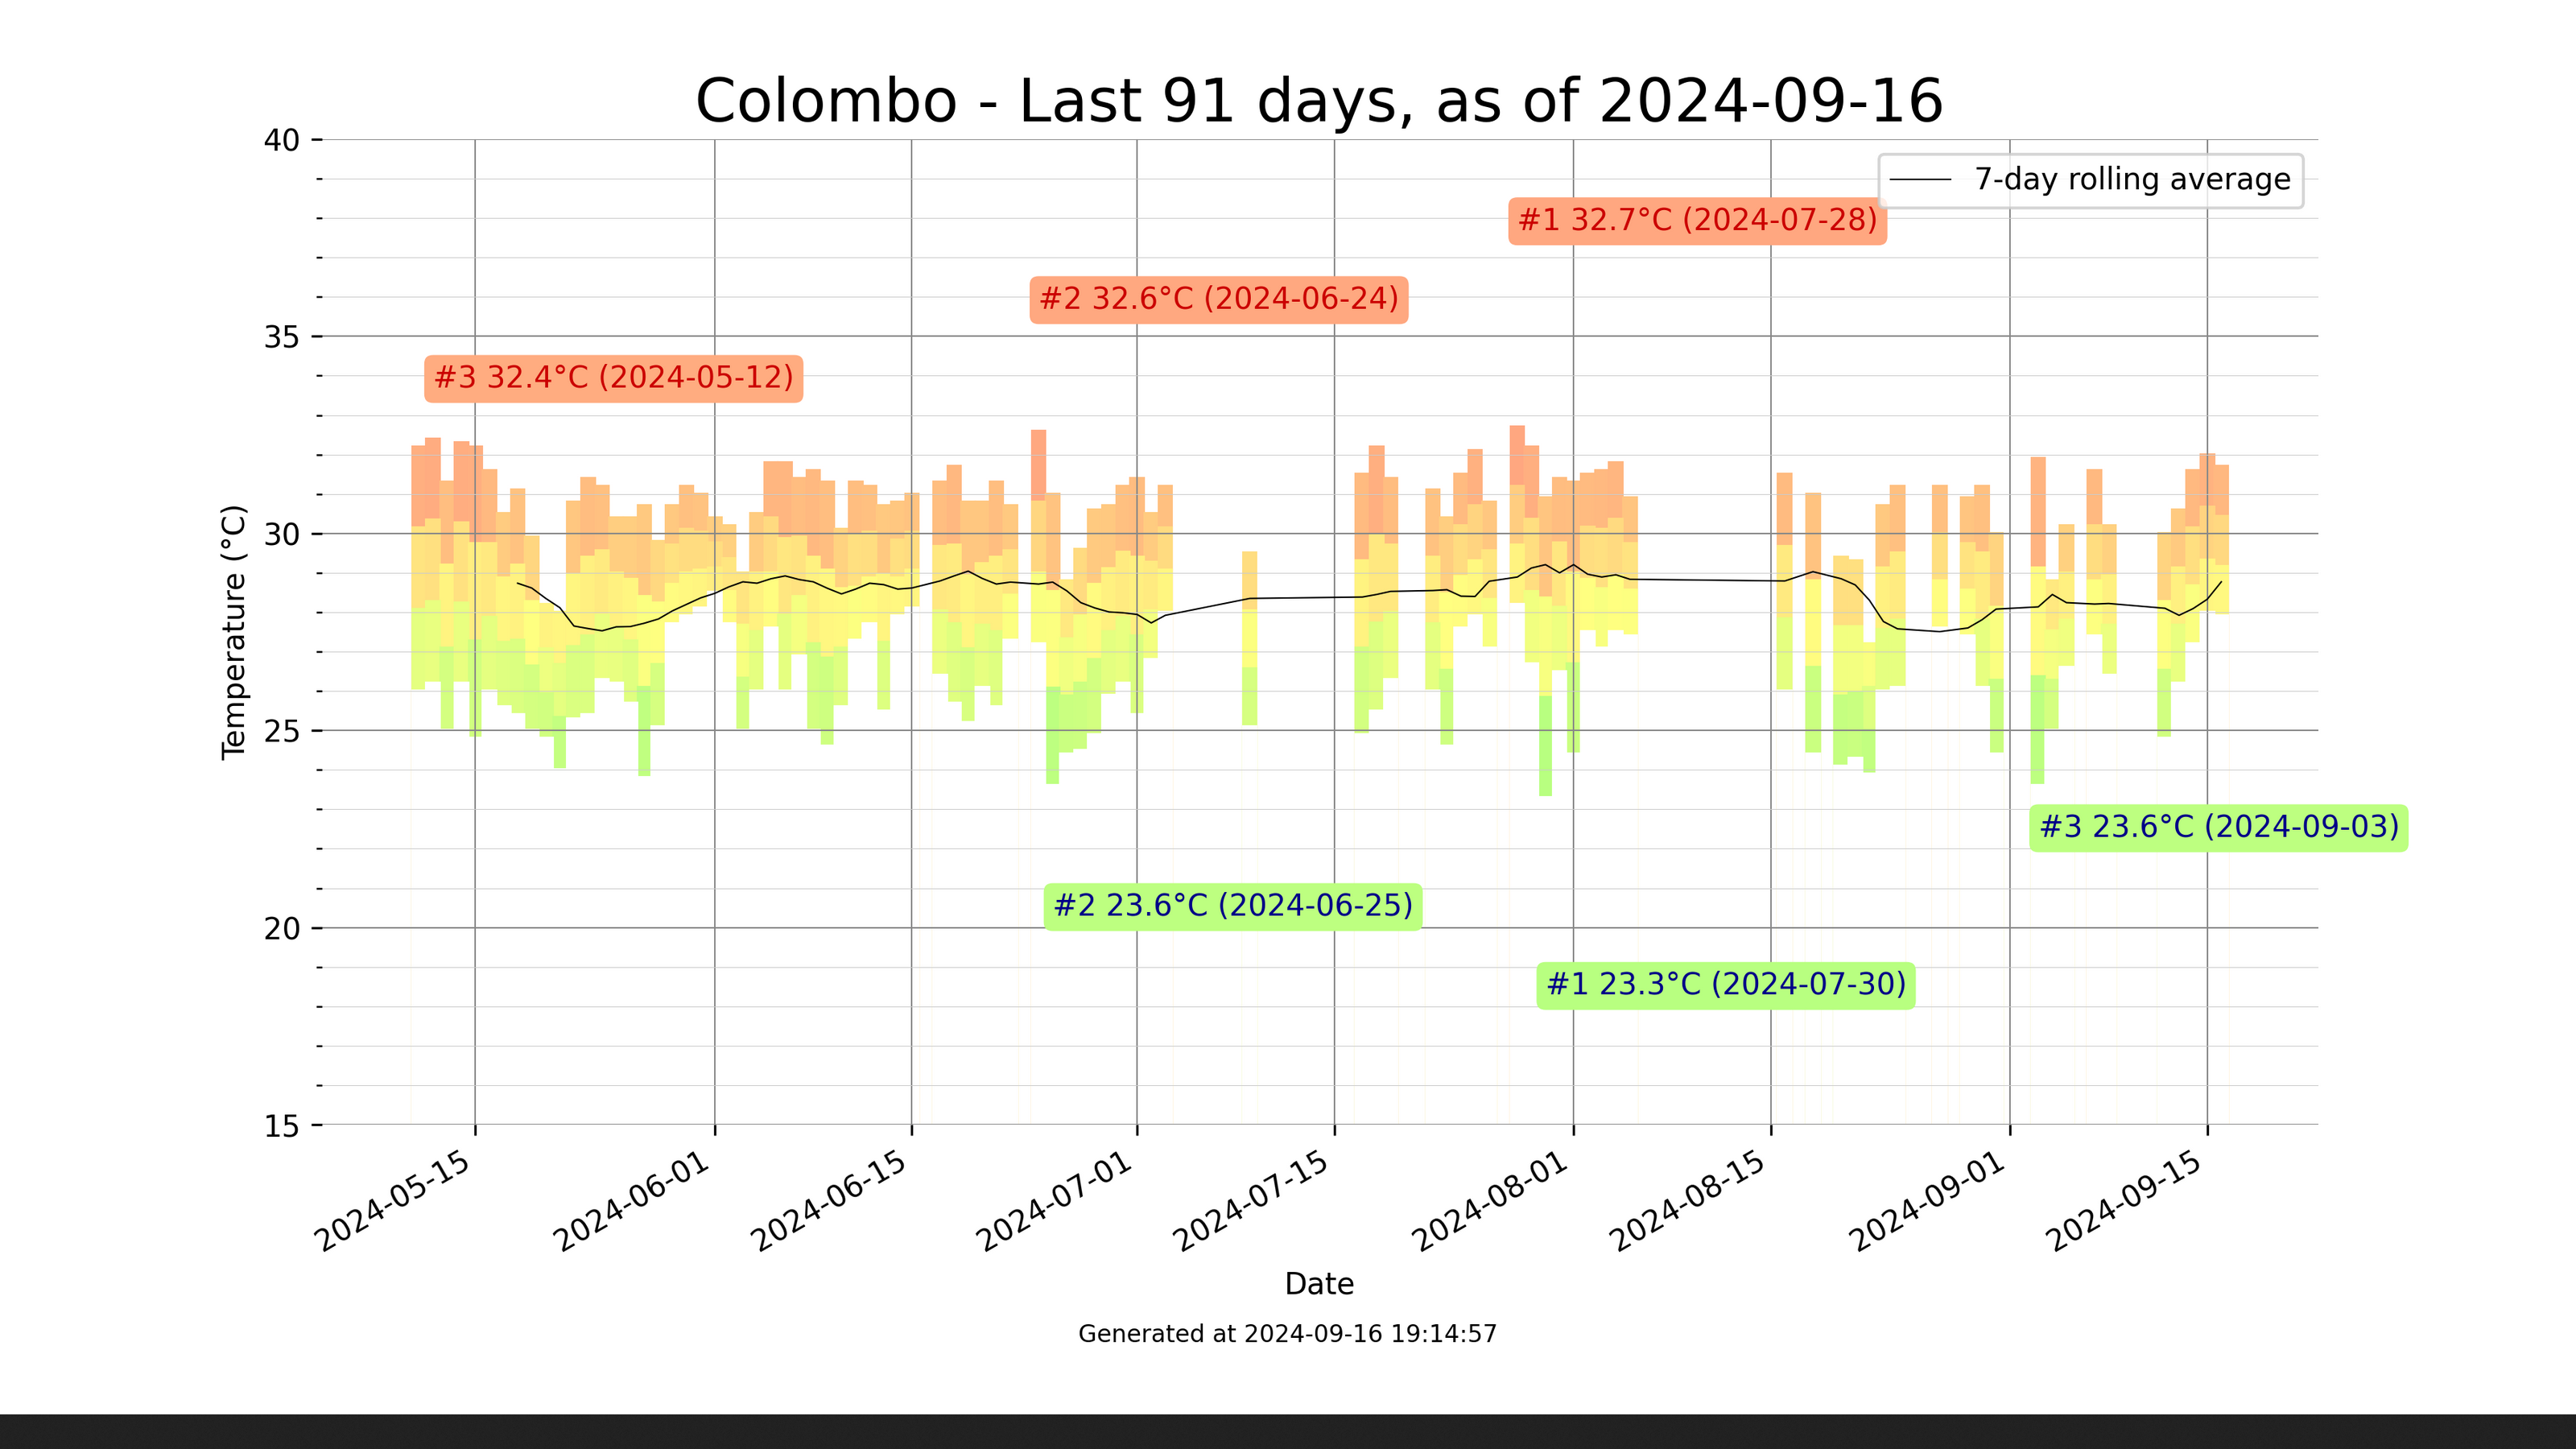 Colombo - Last 91 days, as of 2024-09-16
40
7-day rolling average
#1 32.7°C (2024-07-28)
#2 32.6°C (2024-06-24)
35
#3 32.4°C (2024-05-12)
30
Temperature (°C)
25
#3 23.6°C (2024-09-03)
#2 23.6°C (2024-06-25)
20
#1 23.3°C (2024-07-30)
15
2024-05-15
2024-06-01
2024-06-15
2024-07-01
2024-07-15
2024-08-01
2024-08-15
2024-09-01
2024-09-15
Date
Generated at 2024-09-16 19:14:57